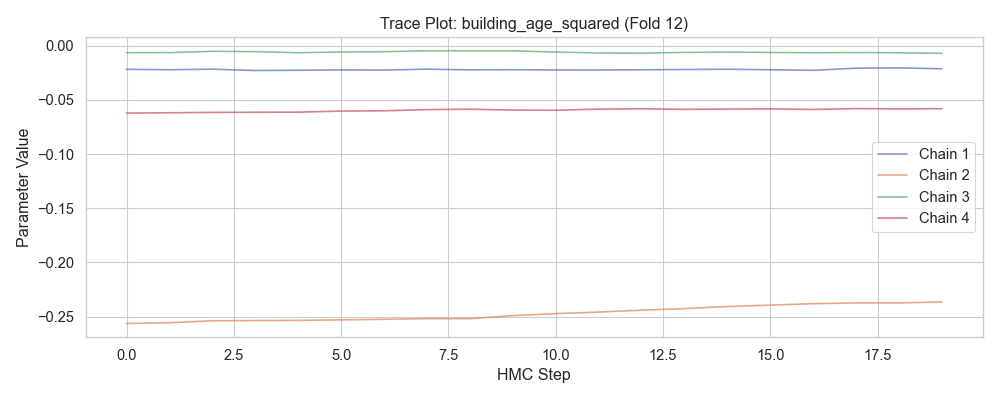 Trace Plot: building_age_squared (Fold 12)
Parameter Value
0.00
−0.05
−0.10
−0.15
−0.20
−0.25
Chain 1
Chain 2
Chain 3
Chain 4
0.0 2.5 5.0 7.5 10.0 12.5 15.0 17.5
HMC Step